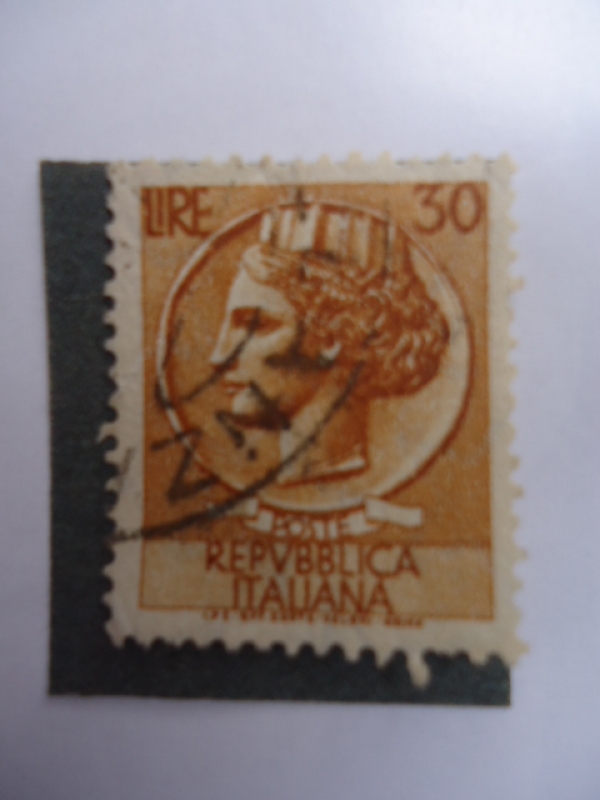 LIRE 30
POSTE
REPVBBLICA
ITALIANA